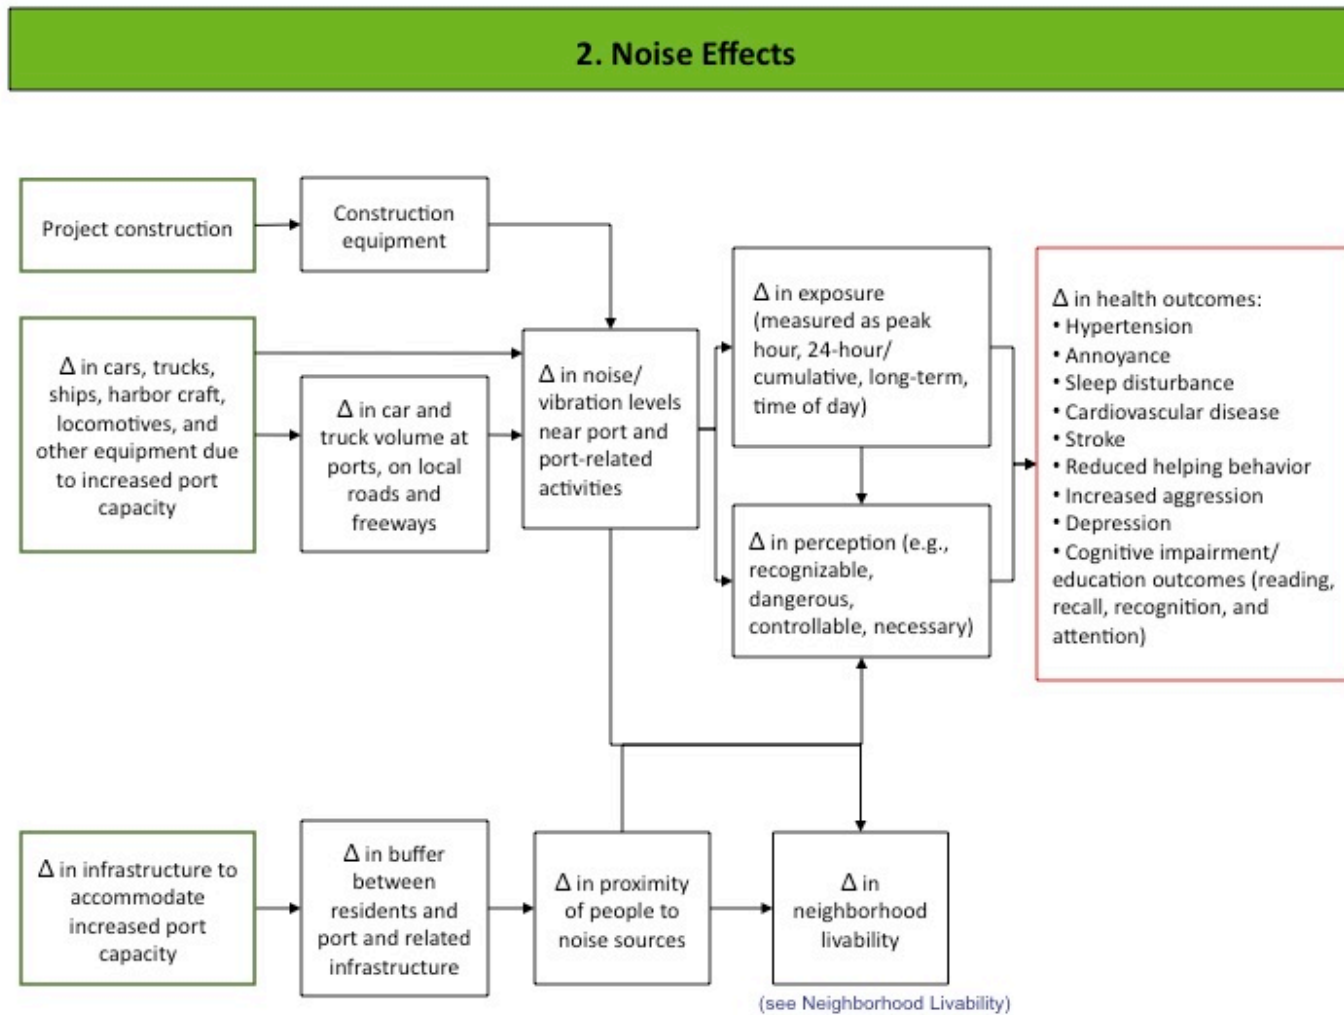 2. Noise Effects
Project construction
Construction
equipment
Δ in cars, trucks,
ships, harbor craft,
locomotives, and
other equipment due
to increased port
capacity
Δ in car and
truck volume at
ports, on local
roads and
freeways
Δ in noise/
vibration levels
near port and
port-related
activities
Δ in exposure
(measured as peak
hour, 24-hour/
cumulative, long-term,
time of day)
Δ in perception (e.g.,
recognizable,
dangerous,
controllable, necessary)
Δ in health outcomes:
• Hypertension
• Annoyance
• Sleep disturbance
• Cardiovascular disease
• Stroke
• Reduced helping behavior
• Increased aggression
• Depression
• Cognitive impairment/
education outcomes (reading,
recall, recognition, and
attention)
Δ in infrastructure to
accommodate
increased port
capacity
Δ in buffer
between
residents and
port and related
infrastructure
Δ in proximity
of people to
noise sources
Δ in
neighborhood
livability
(see Neighborhood Livability)